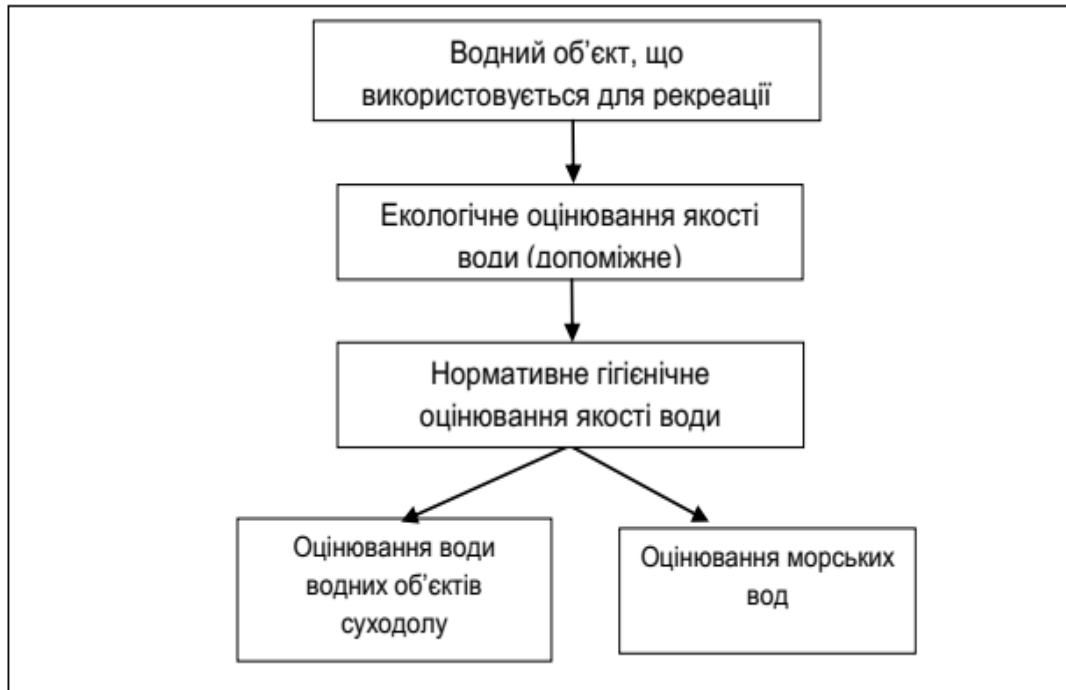 Водний об’єкт, що
використовується для рекреації
Екологічне оцінювання якості
води (допоміжне)
Нормативне гігієнічне
оцінювання якості води
Оцінювання води
водних об’єктів
суходолу
Оцінювання морських
вод